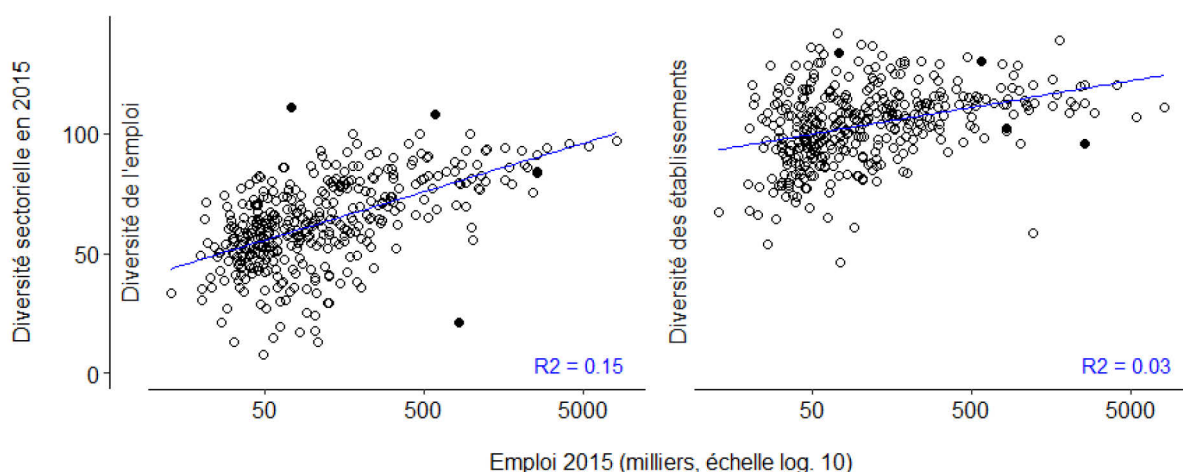 Diversité sectorielle en 2015
Diversité de l'emploi
100
50
0
R2 = 0.15
50
500
5000
Diversité des établissements
R2 = 0.03
50
500
5000
Emploi 2015 (milliers, échelle log. 10)